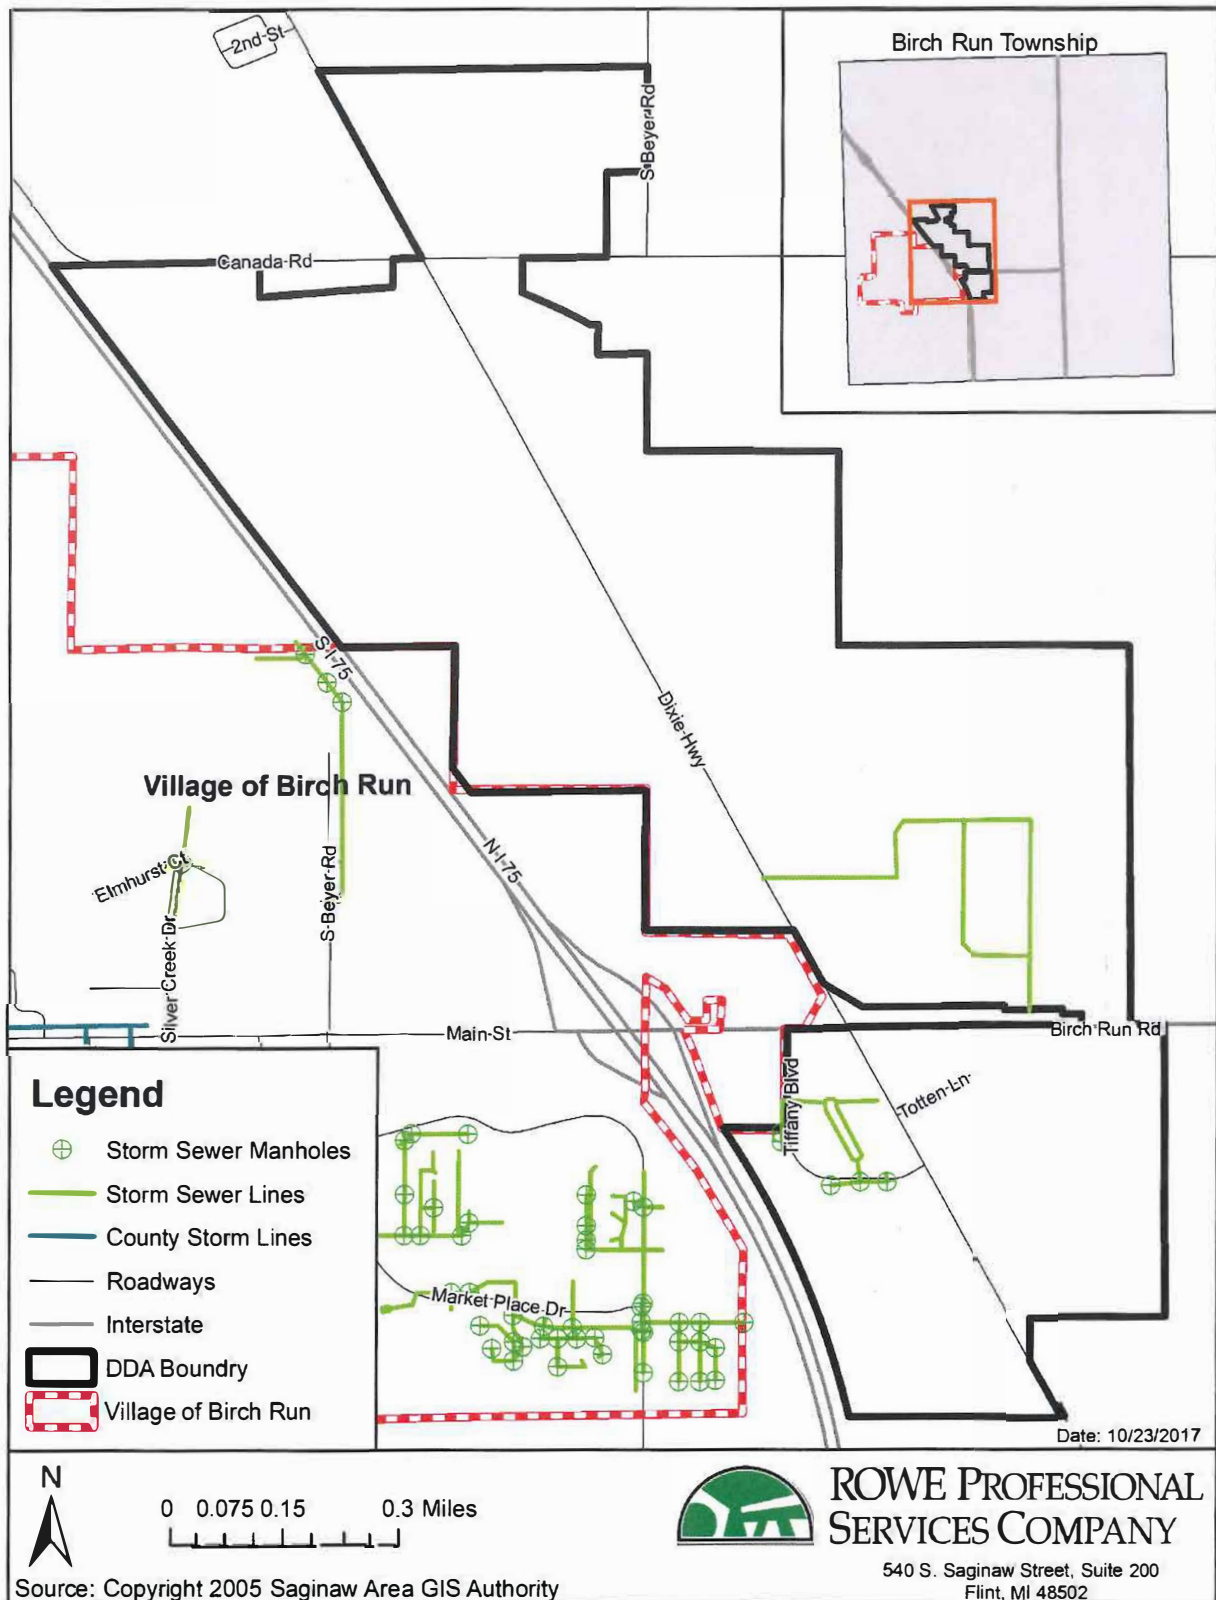 2nd-St
Birch Run Township
S-Beyer-Rd
Canada-Rd
S-I-75
Dixie-Hwy
Village of Birch Run
N-I-75
Elmhurst-Ct
S-Beyer-Rd
Silver Creek-Dr
Main-St
Birch Run Rd
Tiffany Blvd
Totten-Ln
Market-Place-Dr
Legend
Storm Sewer Manholes
Storm Sewer Lines
County Storm Lines
Roadways
Interstate
DDA Boundry
Village of Birch Run
Date: 10/23/2017
N
0 0.075 0.15 0.3 Miles
Source: Copyright 2005 Saginaw Area GIS Authority
ROWE PROFESSIONAL
SERVICES COMPANY
540 S. Saginaw Street, Suite 200
Flint, MI 48502